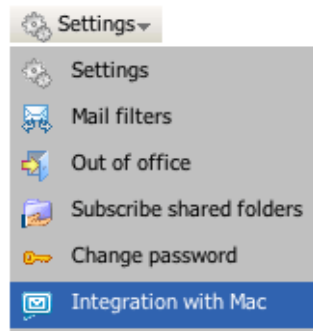 Settings
Settings
Mail filters
Out of office
Subscribe shared folders
Change password
Integration with Mac